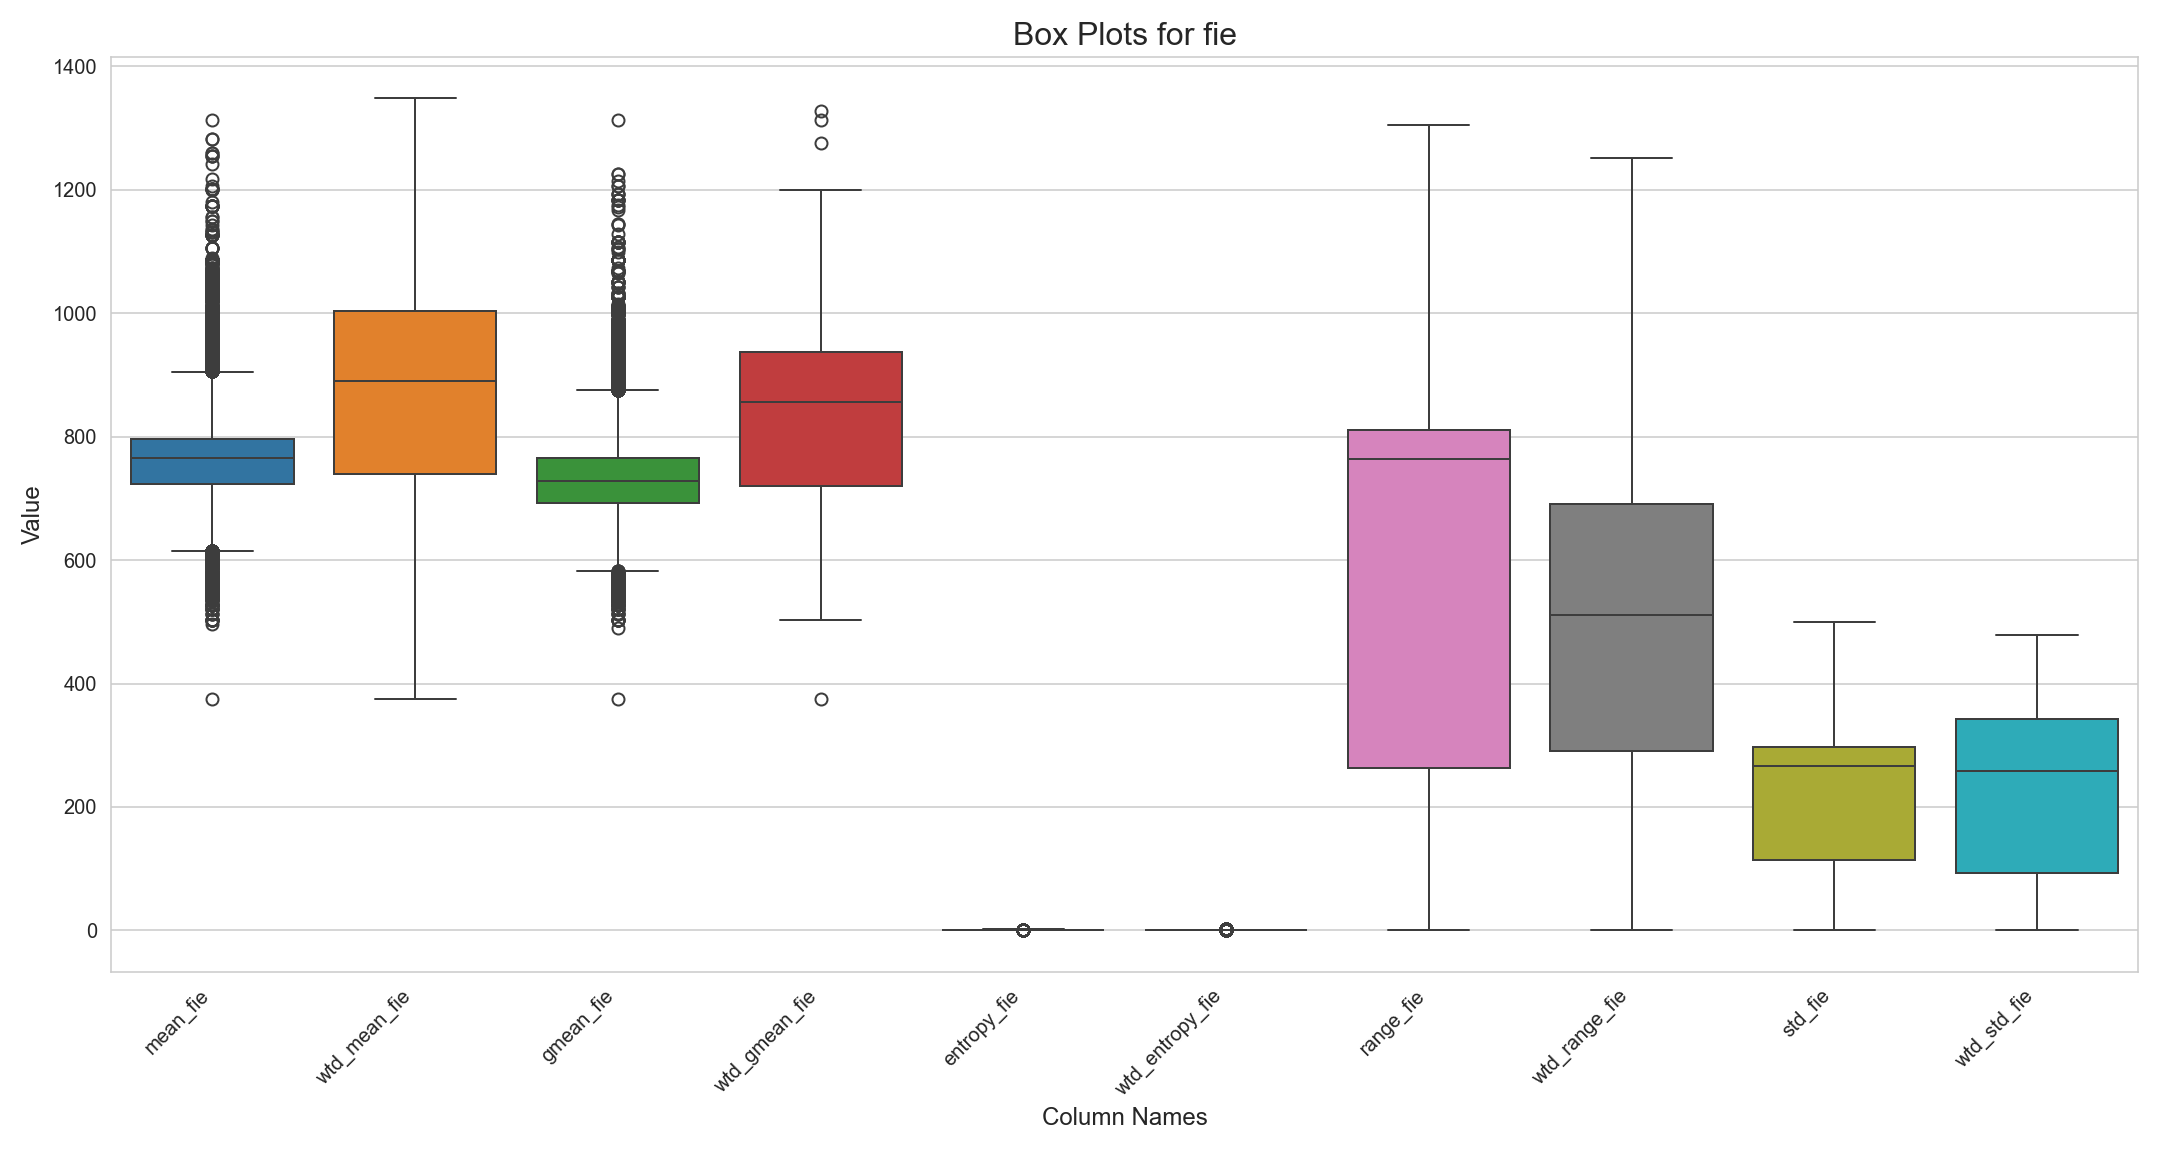 Box Plots for fie
1400
1200
1000
800
600
400
200
0
Value
mean_fie
wtd_mean_fie
gmean_fie
wtd_gmean_fie
entropy_fie
wtd_entropy_fie
range_fie
wtd_range_fie
std_fie
wtd_std_fie
Column Names